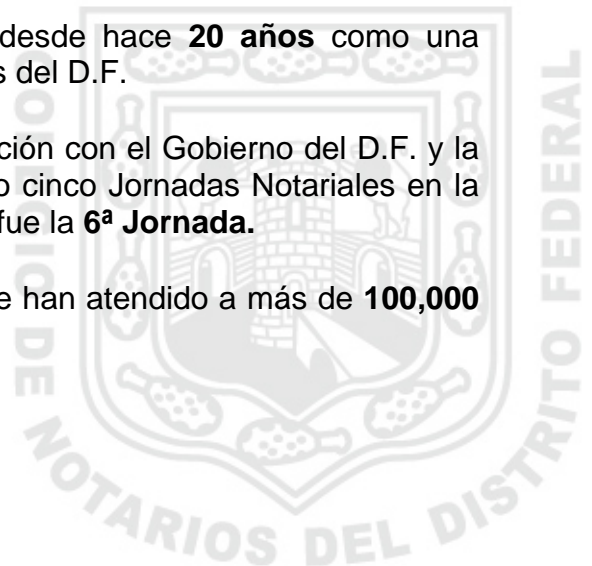 desde hace 20 años como una
s del D.F.
ción con el Gobierno del D.F. y la
o cinco Jornadas Notariales en la
fue la 6ª Jornada.
e han atendido a más de 100,000
OLEGIO DE NOTARIOS DEL DISTRITO FEDERAL